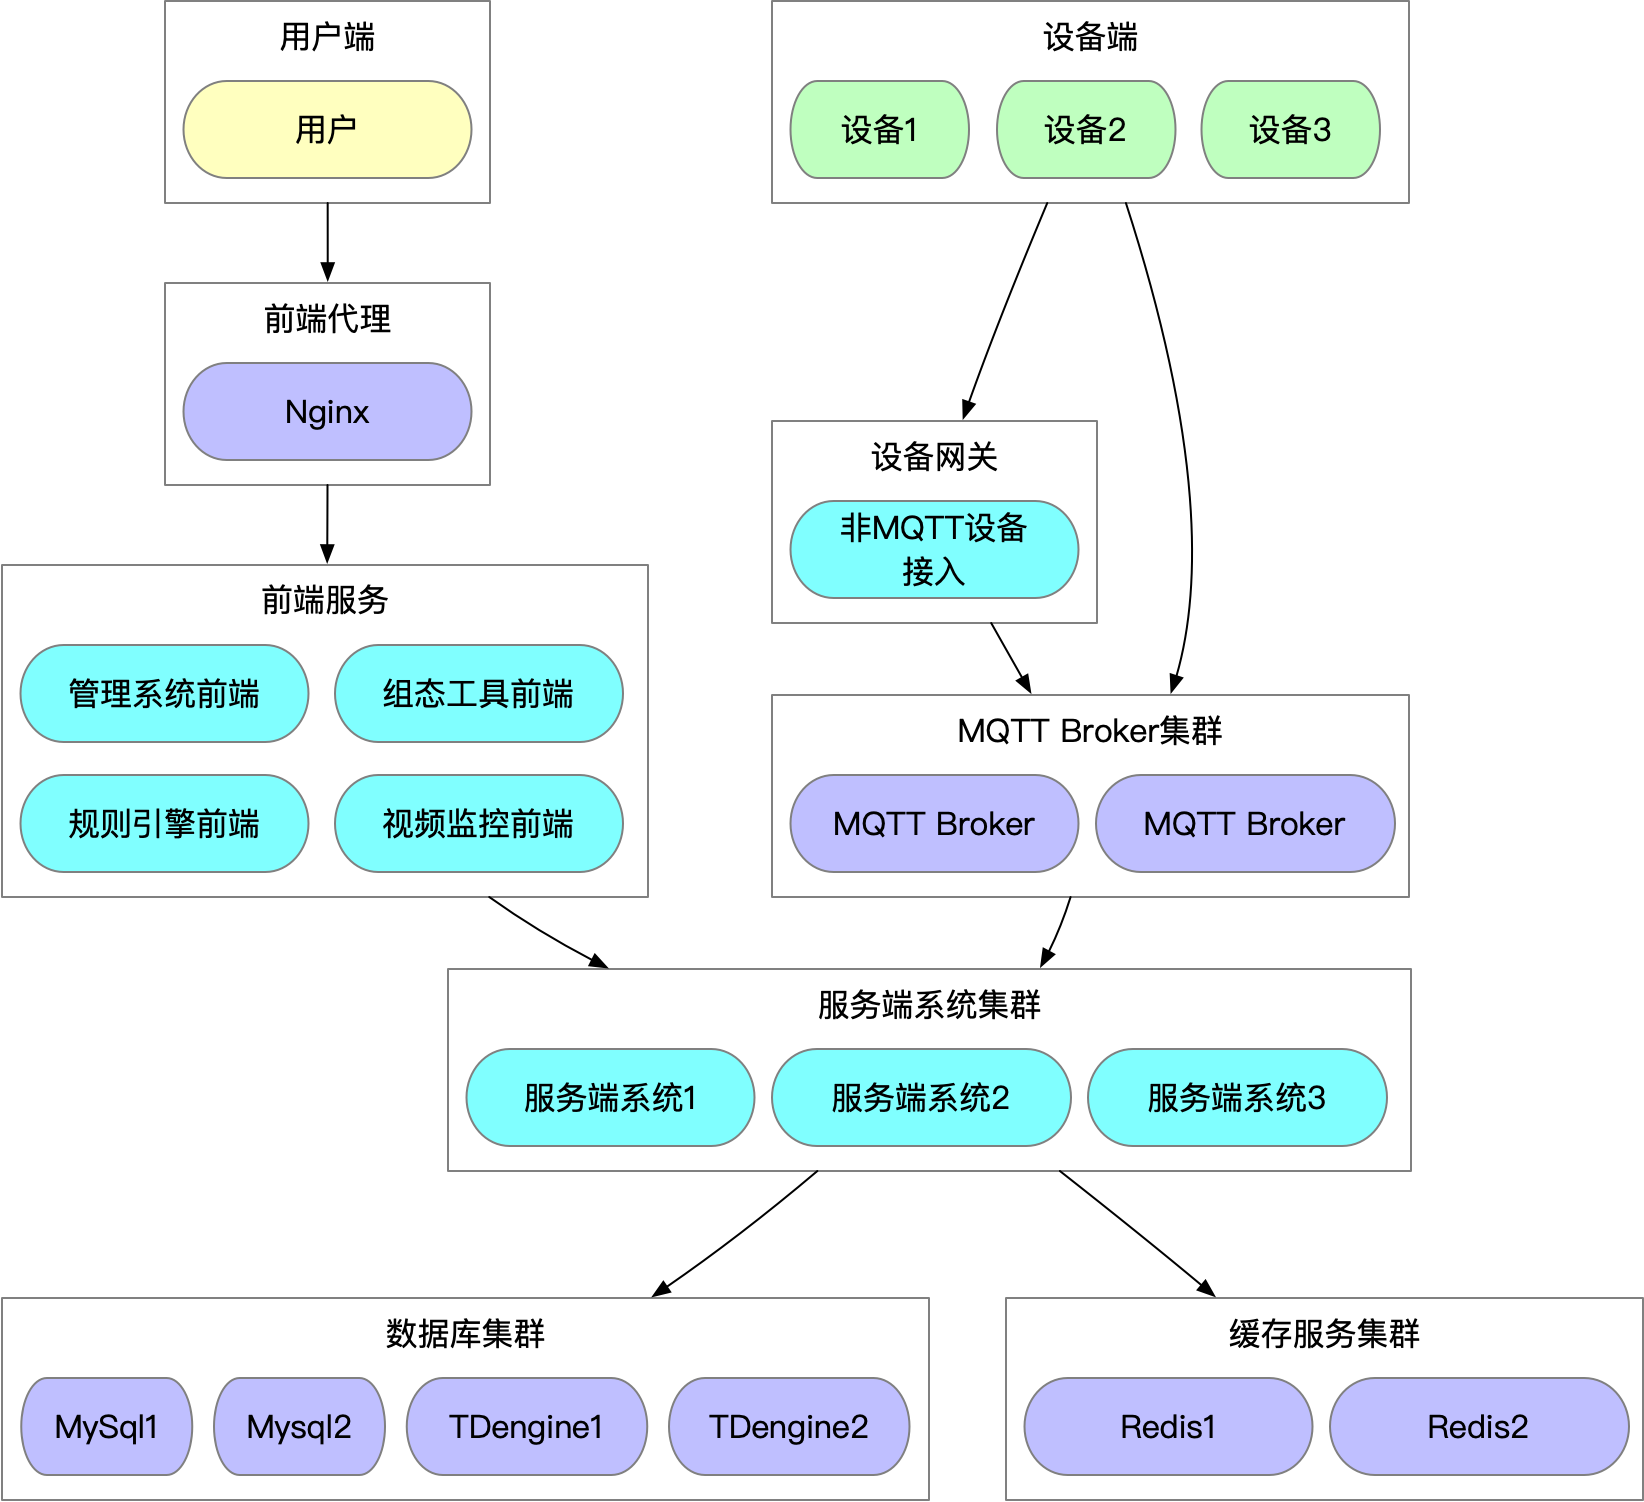 用户端
用户
设备端
设备1
设备2
设备3
前端代理
Nginx
设备网关
非MQTT设备
接入
前端服务
管理系统前端
组态工具前端
规则引擎前端
视频监控前端
MQTT Broker集群
MQTT Broker
MQTT Broker
服务端系统集群
服务端系统1
服务端系统2
服务端系统3
数据库集群
MySql1
Mysql2
TDengine1
TDengine2
缓存服务集群
Redis1
Redis2